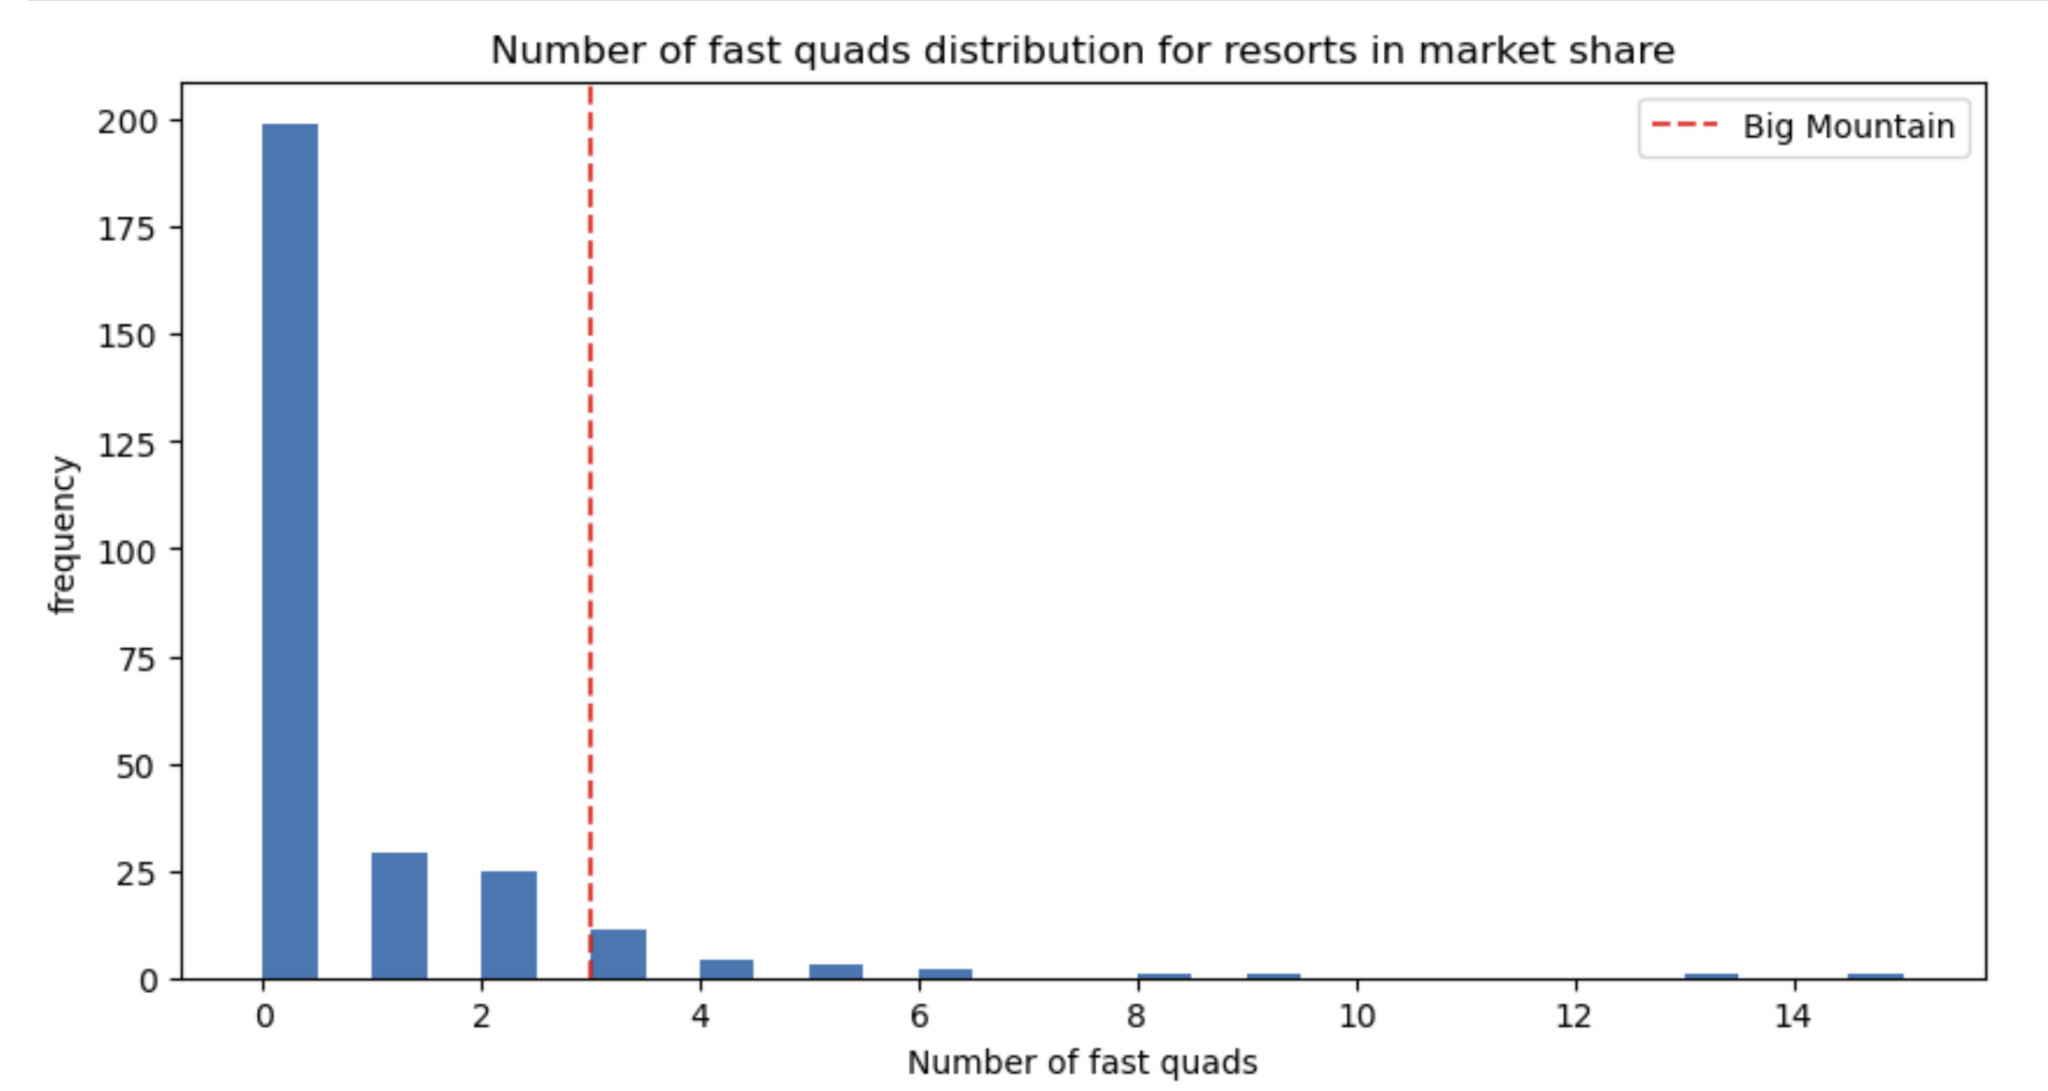 Number of fast quads distribution for resorts in market share
Big Mountain
200
175
150
125
100
75
50
25
0
frequency
0 2 4 6 8 10 12 14
Number of fast quads